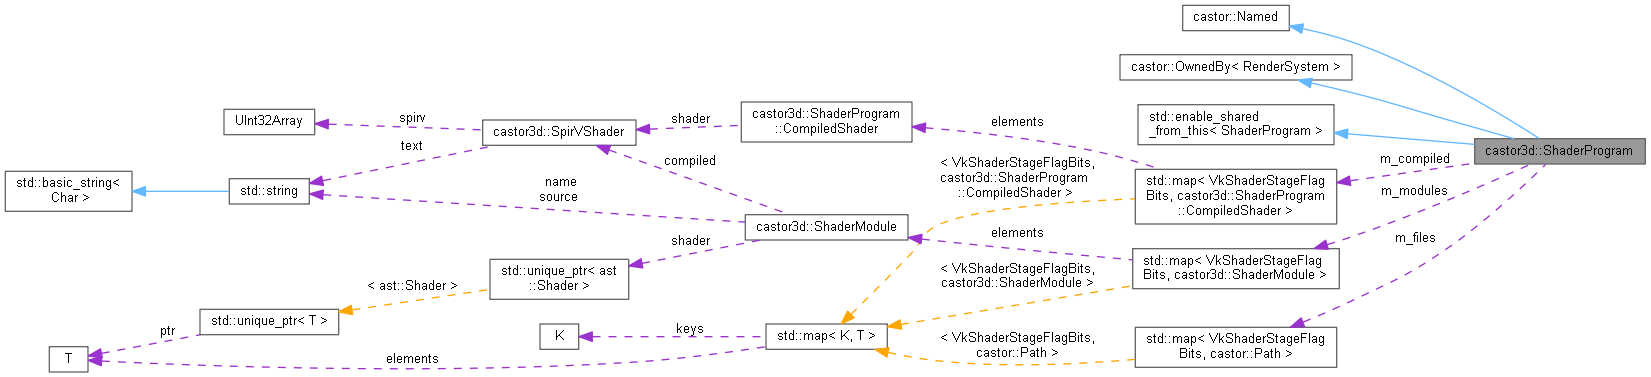 castor::Named
castor::OwnedBy< RenderSystem >
std::enable_shared
_from_this< ShaderProgram >
castor3d::ShaderProgram
m_compiled
m_modules
m_files
elements
castor3d::ShaderProgram
::CompiledShader
shader
UInt32Array
spirv
castor3d::SpirVShader
text
compiled
< VkShaderStageFlagBits,
castor3d::ShaderProgram
::CompiledShader >
std::map< VkShaderStageFlag
Bits, castor3d::ShaderProgram
::CompiledShader >
std::basic_string<
Char >
std::string
name
source
castor3d::ShaderModule
elements
shader
std::map< VkShaderStageFlag
Bits, castor3d::ShaderModule >
< VkShaderStageFlagBits,
castor3d::ShaderModule >
std::unique_ptr< ast
::Shader >
< ast::Shader >
std::unique_ptr< T >
ptr
K
keys
std::map< K, T >
< VkShaderStageFlagBits,
castor::Path >
std::map< VkShaderStageFlag
Bits, castor::Path >
T
elements